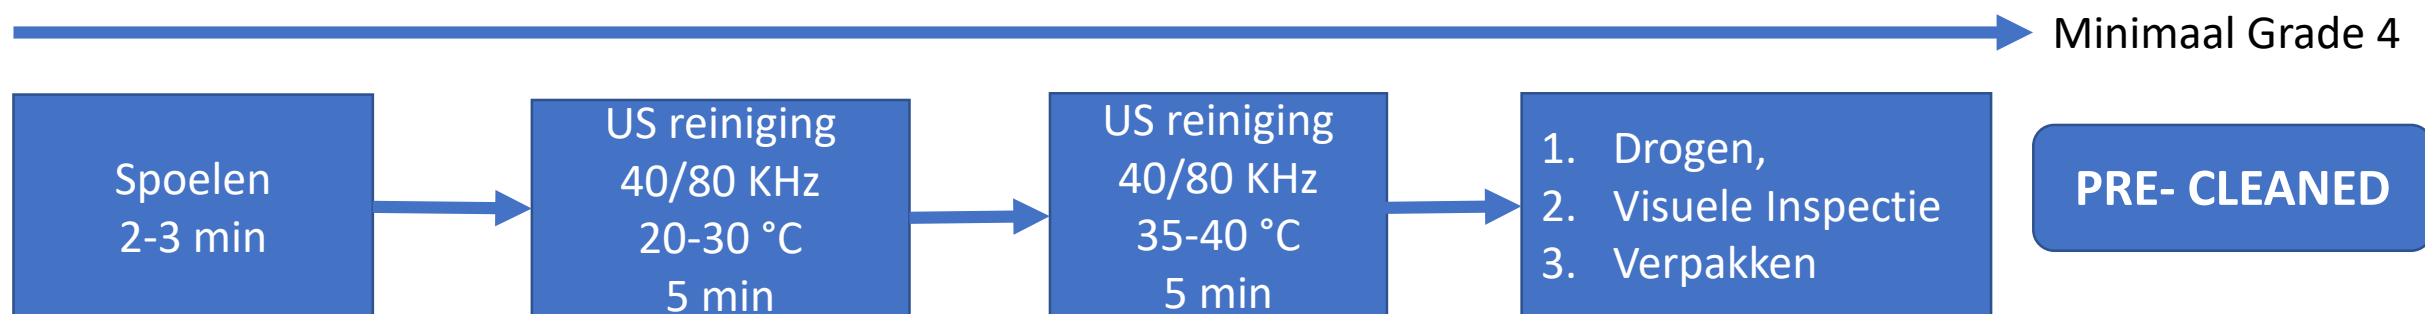 Minimaal Grade 4
Spoelen
2-3 min
US reiniging
40/80 KHz
20-30 °C
5 min
US reiniging
40/80 KHz
35-40 °C
5 min
1. Drogen,
2. Visuele Inspectie
3. Verpakken
PRE- CLEANED